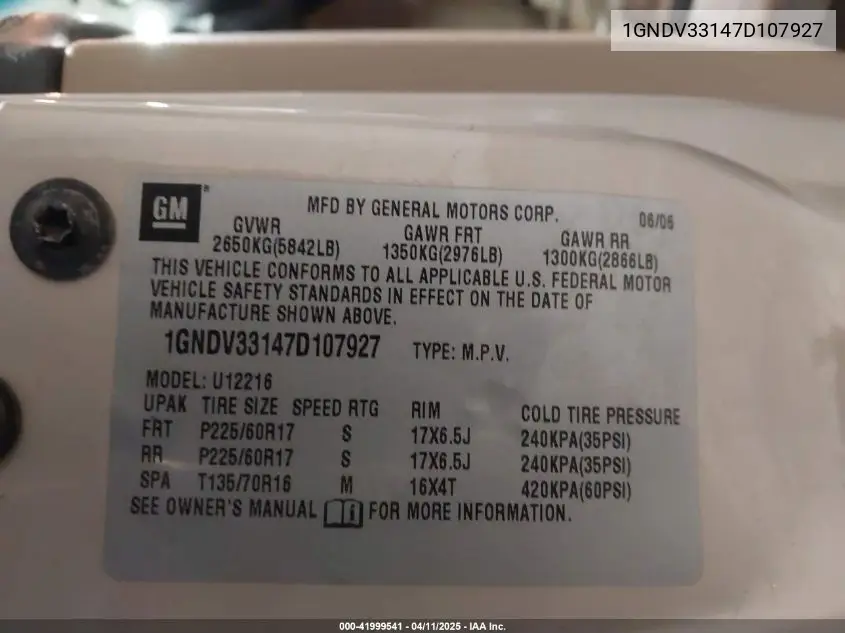 1GNDV33147D107927
GM®
MFD BY GENERAL MOTORS CORP. 06/06
GVWR GAWR FRT GAWR RR
2650KG(5842LB) 1350KG(2976LB) 1300KG(2866LB)
THIS VEHICLE CONFORMS TO ALL APPLICABLE U.S. FEDERAL MOTOR
VEHICLE SAFETY STANDARDS IN EFFECT ON THE DATE OF
MANUFACTURE SHOWN ABOVE.
1GNDV33147D107927 TYPE: M.P.V.
MODEL: U12216
UPAK TIRE SIZE SPEED RTG RIM COLD TIRE PRESSURE
FRT P225/60R17 S 17X6.5J 240KPA(35PSI)
RR P225/60R17 S 17X6.5J 240KPA(35PSI)
SPA T135/70R16 M 16X4T 420KPA(60PSI)
SEE OWNER'S MANUAL i FOR MORE INFORMATION.
000-41999541 - 04/11/2025 - IAA Inc.